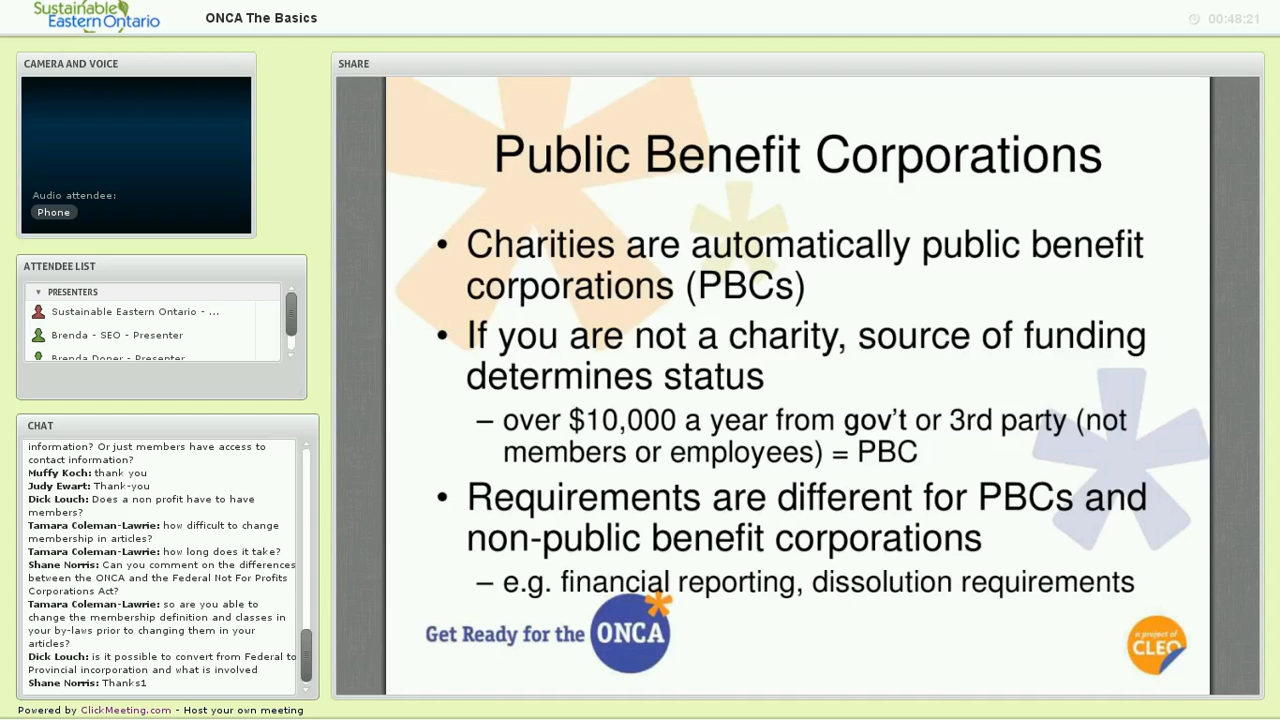 Sustainable
Eastern Ontario
ONCA The Basics
00:48:21
CAMERA AND VOICE
Audio attendee:
Phone
ATTENDEE LIST
PRESENTERS
Sustainable Eastern Ontario - ...
Brenda - SEO - Presenter
Brenda Doner - Presenter
CHAT
information? Or just members have access to
contact information?
Muffy Koch: thank you
Judy Ewart: Thank-you
Dick Louch: Does a non profit have to have
members?
Tamara Coleman-Lawrie: how difficult to change
membership in articles?
Tamara Coleman-Lawrie: how long does it take?
Shane Norris: Can you comment on the differences
between the ONCA and the Federal Not For Profits
Corporations Act?
Tamara Coleman-Lawrie: so are you able to
change the membership definition and classes in
your by-laws prior to changing them in your
articles?
Dick Louch: is it possible to convert from Federal to
Provincial incorporation and what is involved
Shane Norris: Thanks1
SHARE
Public Benefit Corporations
• Charities are automatically public benefit
corporations (PBCs)
• If you are not a charity, source of funding
determines status
– over $10,000 a year from gov't or 3rd party (not
members or employees) = PBC
• Requirements are different for PBCs and
non-public benefit corporations
– e.g. financial reporting, dissolution requirements
Get Ready for the ONCA
a project of
CLEO
Powered by ClickMeeting.com - Host your own meeting